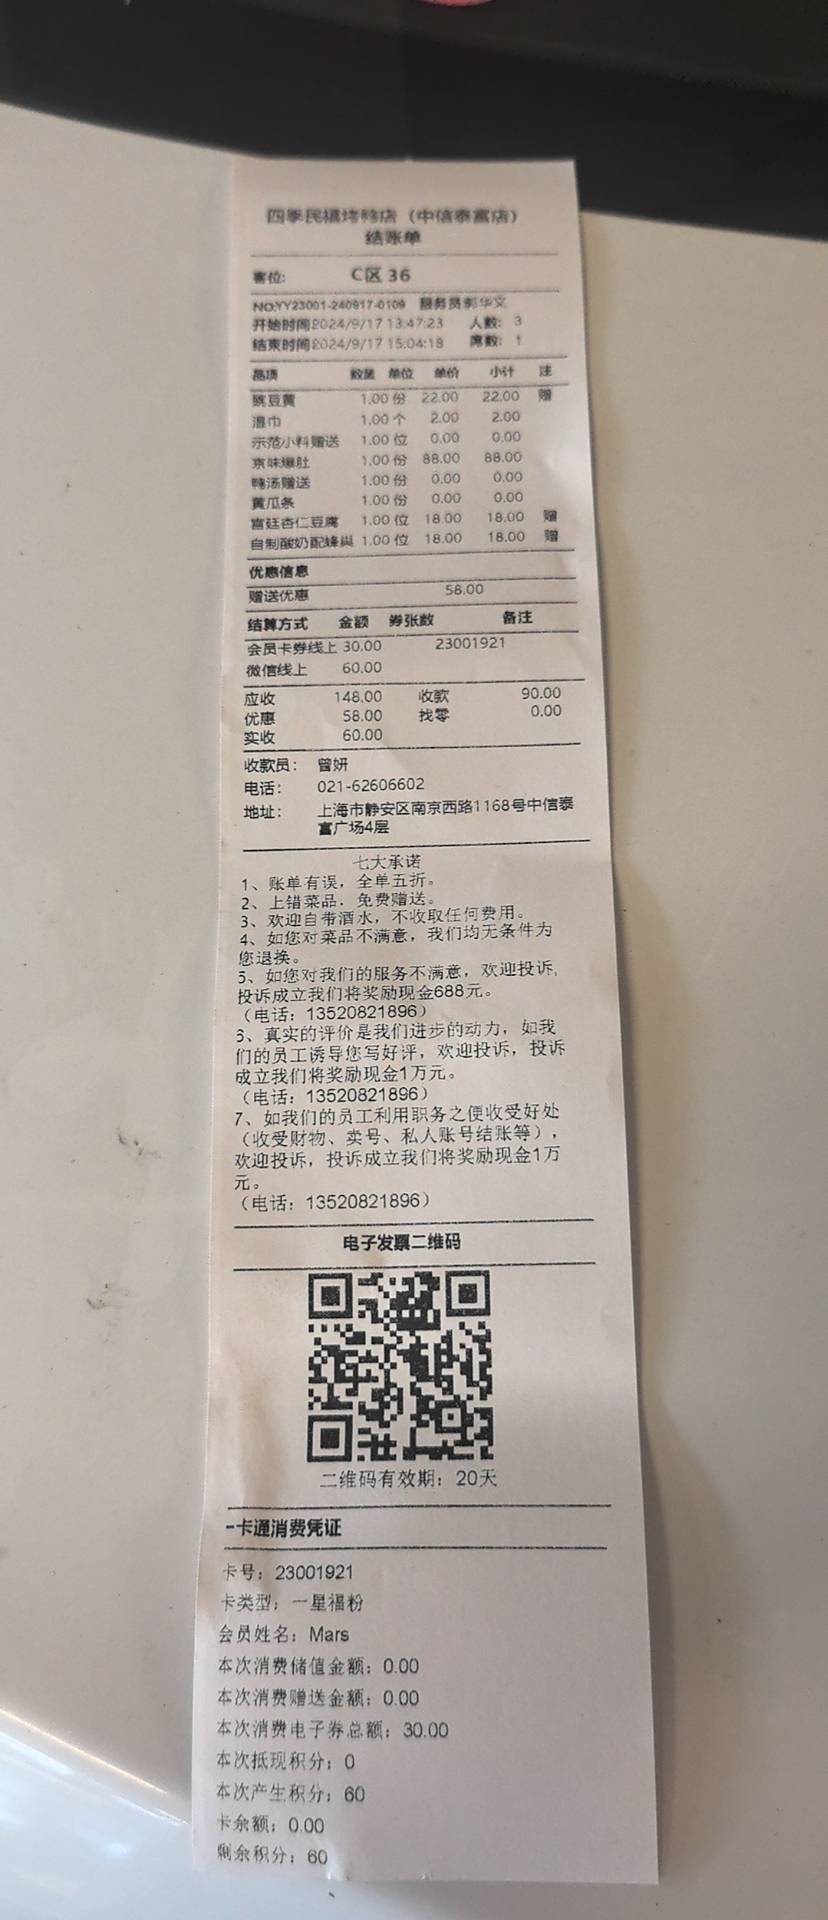 四季民福烤鸭店（中信泰富店）
结账单
客位: C区 36
NO:YY23001-240917-0109 服务员:郭华文
开始时间:2024/9/17 13:47:23 人数: 3
结束时间:2024/9/17 15:04:18 席数: 1
品项 数量 单位 单价 小计 注
豌豆黄 1.00 份 22.00 22.00 赠
湿巾 1.00 个 2.00 2.00
示范小料赠送 1.00 位 0.00 0.00
京味爆肚 1.00 份 88.00 88.00
鸭汤赠送 1.00 份 0.00 0.00
黄瓜条 1.00 份 0.00 0.00
宫廷杏仁豆腐 1.00 位 18.00 18.00 赠
自制酸奶配蜂巢 1.00 位 18.00 18.00 赠
优惠信息
赠送优惠 58.00
结算方式 金额 券张数 备注
会员卡券线上 30.00 23001921
微信线上 60.00
应收 148.00 收款 90.00
优惠 58.00 找零 0.00
实收 60.00
收款员: 曾妍
电话: 021-62606602
地址: 上海市静安区南京西路1168号中信泰
富广场4层
七大承诺
1、账单有误，全单五折。
2、上错菜品，免费赠送。
3、欢迎自带酒水，不收取任何费用。
4、如您对菜品不满意，我们均无条件为
您退换。
5、如您对我们的服务不满意，欢迎投诉,
投诉成立我们将奖励现金688元。
（电话：13520821896）
6、真实的评价是我们进步的动力，如我
们的员工诱导您写好评，欢迎投诉，投诉
成立我们将奖励现金1万元。
（电话：13520821896）
7、如我们的员工利用职务之便收受好处
（收受财物、卖号、私人账号结账等），
欢迎投诉，投诉成立我们将奖励现金1万
元。
（电话：13520821896）
电子发票二维码
二维码有效期：20天
一卡通消费凭证
卡号：23001921
卡类型：一星福粉
会员姓名：Mars
本次消费储值金额：0.00
本次消费赠送金额：0.00
本次消费电子券总额：30.00
本次抵现积分：0
本次产生积分：60
卡余额：0.00
剩余积分：60